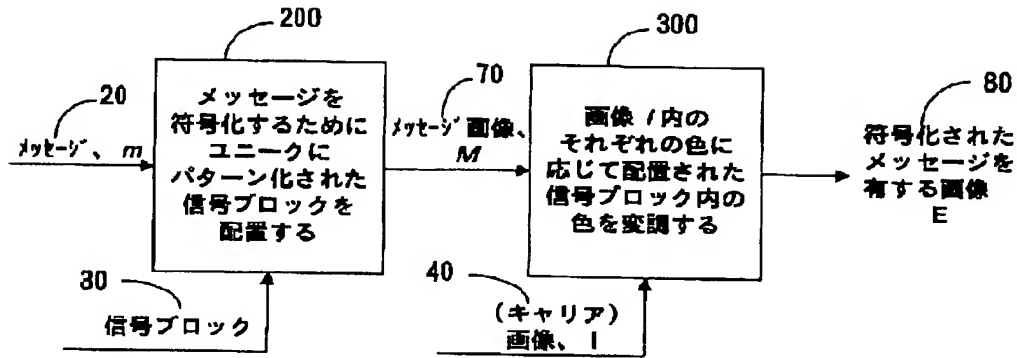 200
メッセージを
符号化するために
ユニークに
パターン化された
信号ブロックを
配置する
20
メッセージ、m
30
信号ブロック
70
メッセージ画像、
M
300
画像 I 内の
それぞれの色に
応じて配置された
信号ブロック内の
色を変調する
40
(キャリア)
画像、I
80
符号化された
メッセージを
有する画像
E